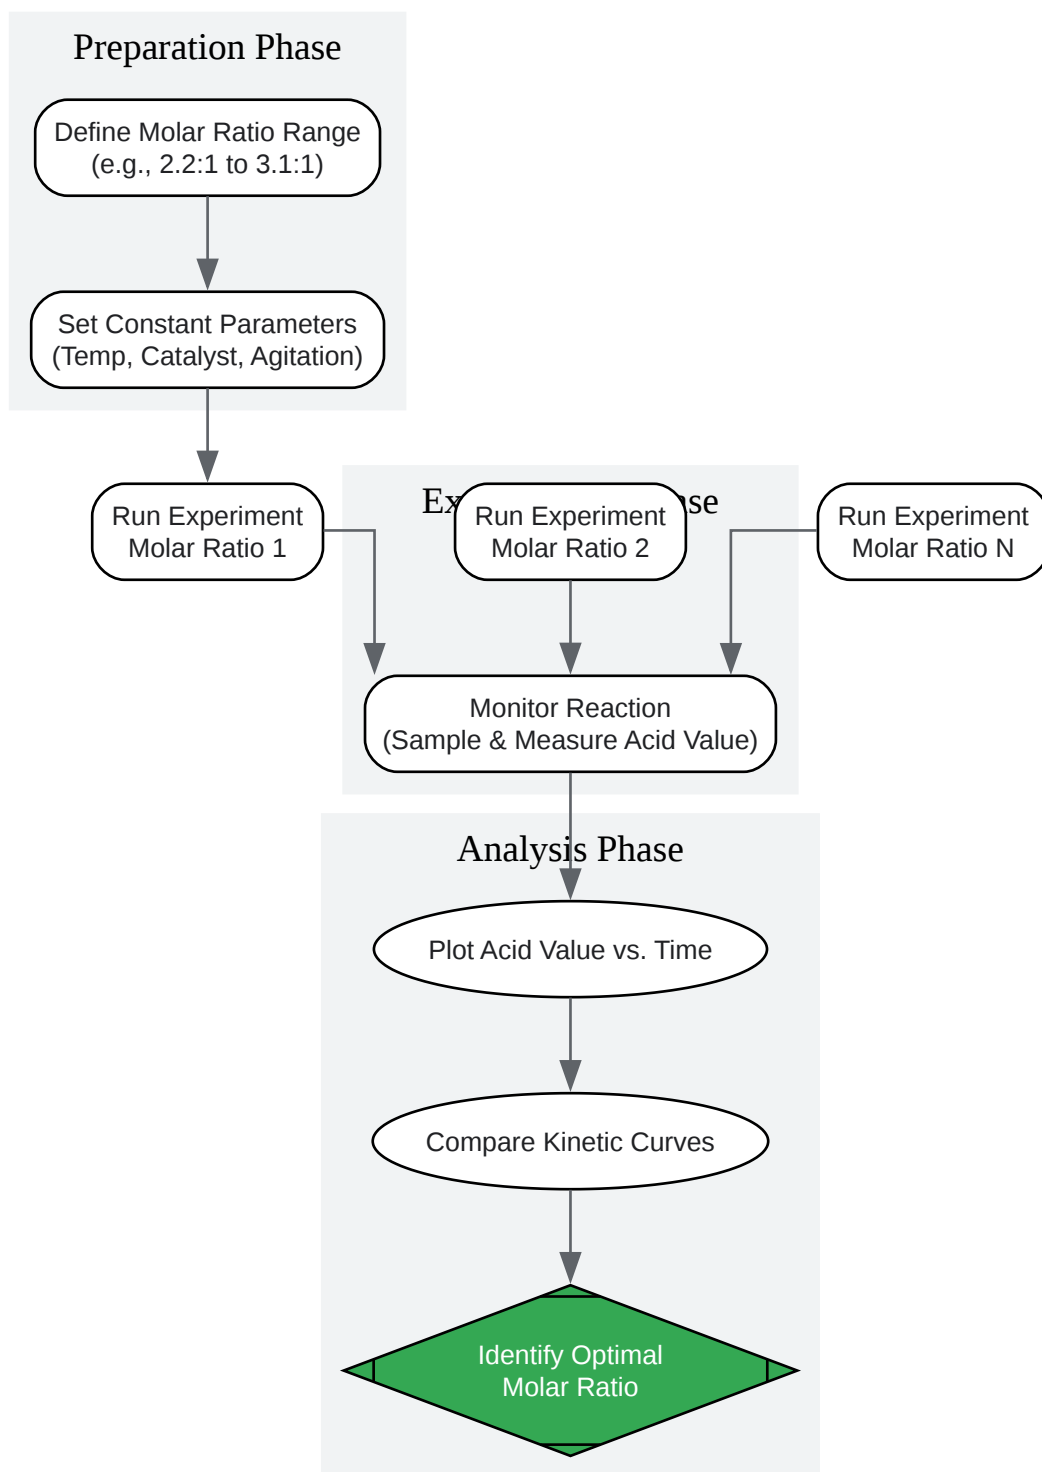 Preparation Phase
Define Molar Ratio Range
(e.g., 2.2:1 to 3.1:1)
Set Constant Parameters
(Temp, Catalyst, Agitation)
Run Experiment
Molar Ratio 1
Run Experiment
Molar Ratio 2
Run Experiment
Molar Ratio N
Monitor Reaction
(Sample & Measure Acid Value)
Analysis Phase
Plot Acid Value vs. Time
Compare Kinetic Curves
Identify Optimal
Molar Ratio